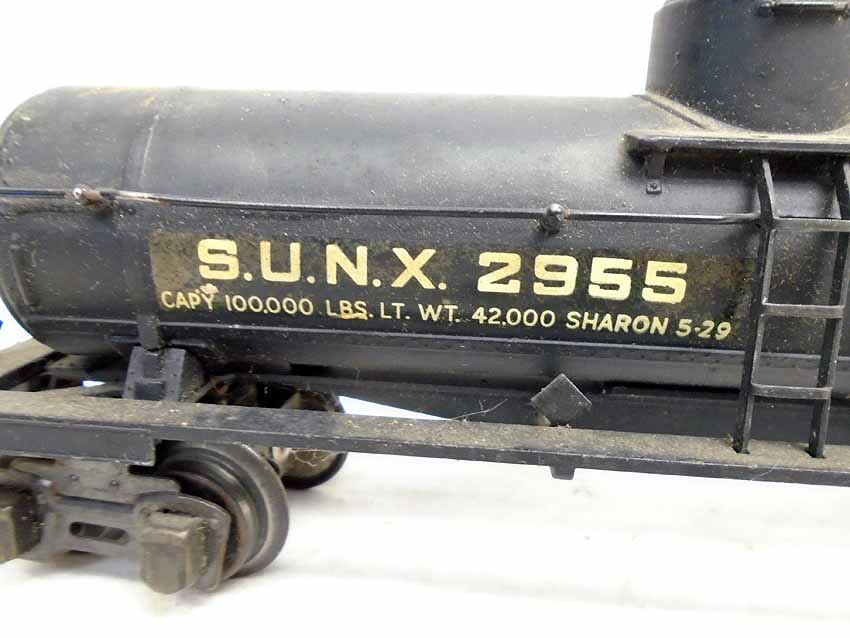 S.U.N.X. 2955
CAPY 100,000 LBS. LT. WT. 42,000 SHARON 5-29